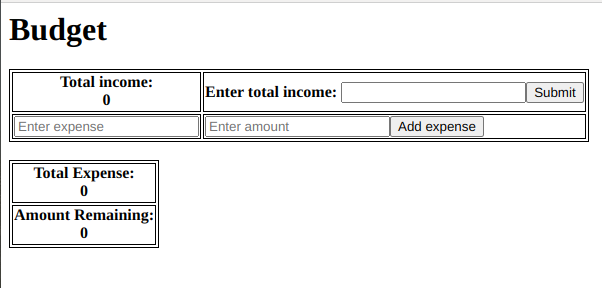 Budget
Total income:
0
Enter total income: Submit
Enter expense
Enter amount Add expense
Total Expense:
0
Amount Remaining:
0